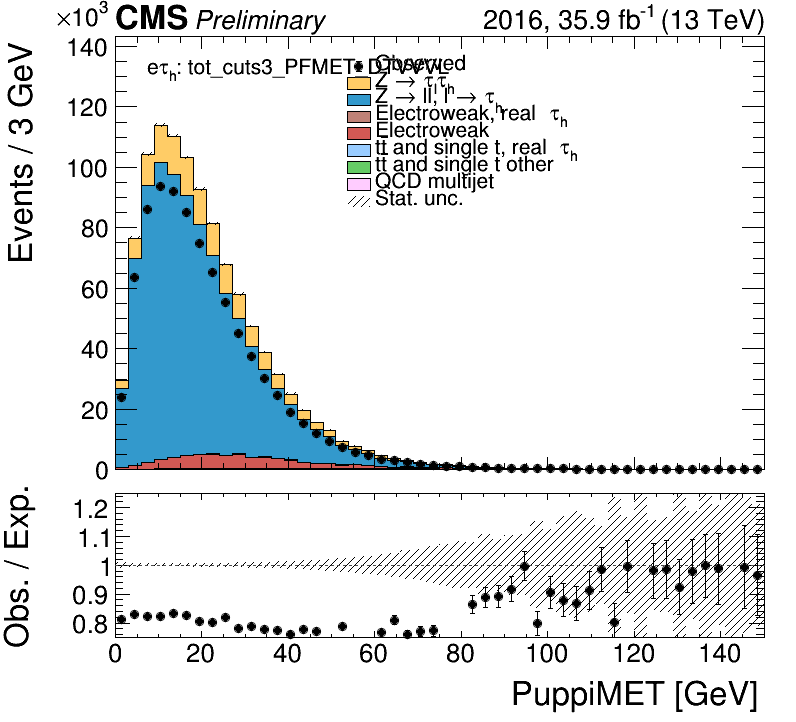 ×10³ CMS Preliminary 2016, 35.9 fb⁻¹ (13 TeV)
eτₕ: tot_cuts3_PFMET_DTVVVL
Observed
Z → τₗτₕ
Z → ll, l → τₕ
Electroweak, real τₕ
Electroweak
tt̄ and single t, real τₕ
tt̄ and single t other
QCD multijet
Stat. unc.
Events / 3 GeV
140
120
100
80
60
40
20
0
Obs. / Exp.
1.2
1.1
1
0.9
0.8
0 20 40 60 80 100 120 140
PuppiMET [GeV]